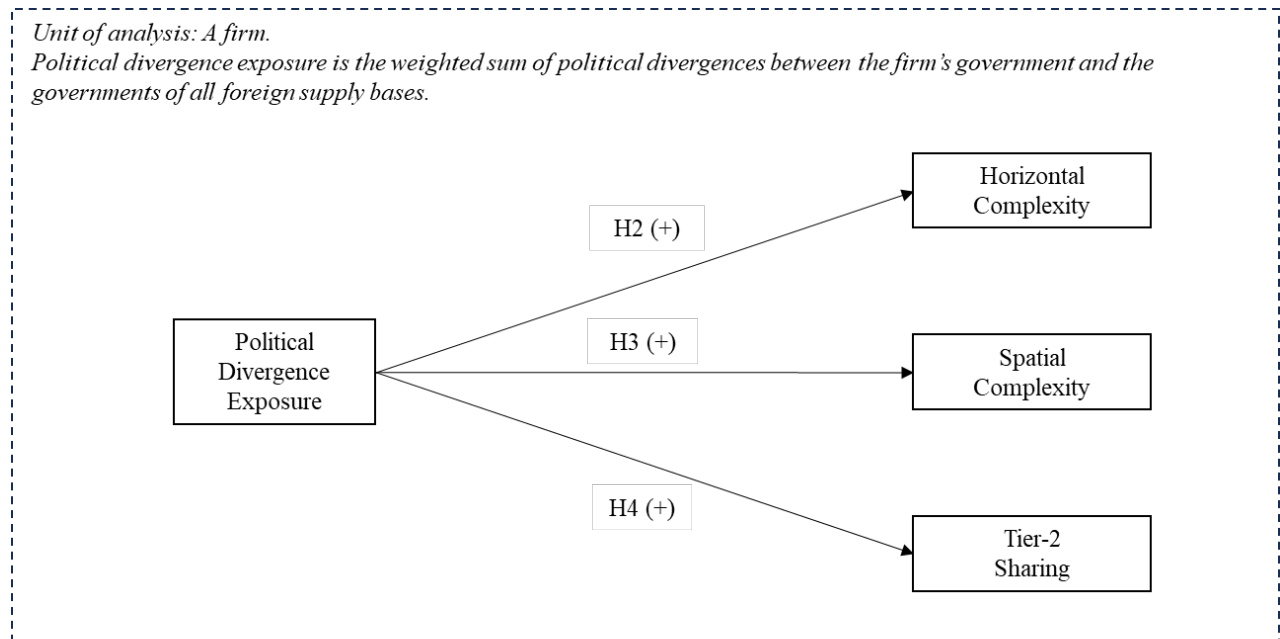 Unit of analysis: A firm.
Political divergence exposure is the weighted sum of political divergences between the firm's government and the
governments of all foreign supply bases.
Horizontal
Complexity
H2 (+)
H3 (+)
Political
Divergence
Exposure
Spatial
Complexity
H4 (+)
Tier-2
Sharing